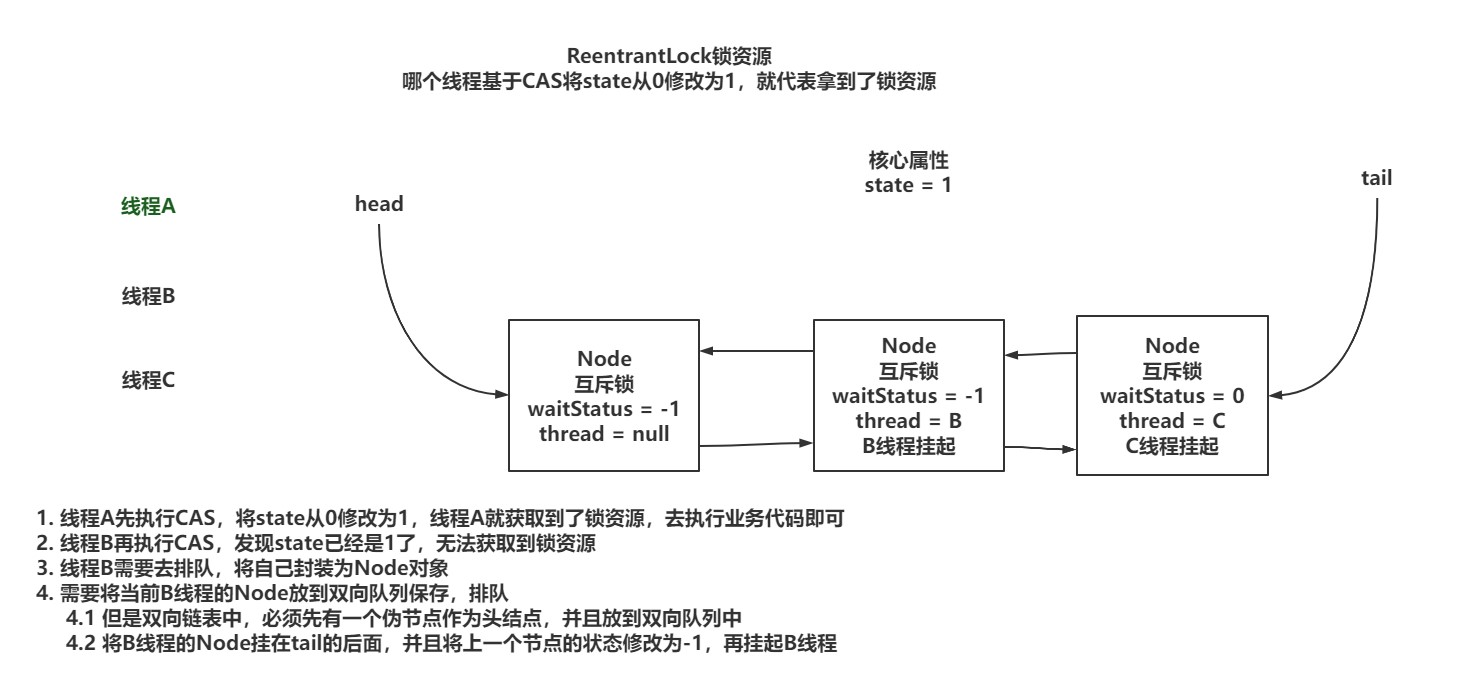 ReentrantLock锁资源
哪个线程基于CAS将state从0修改为1，就代表拿到了锁资源
核心属性
state = 1
tail
head
线程A
线程B
线程C
Node
互斥锁
waitStatus = -1
thread = null
Node
互斥锁
waitStatus = -1
thread = B
B线程挂起
Node
互斥锁
waitStatus = 0
thread = C
C线程挂起
1. 线程A先执行CAS，将state从0修改为1，线程A就获取到了锁资源，去执行业务代码即可
2. 线程B再执行CAS，发现state已经是1了，无法获取到锁资源
3. 线程B需要去排队，将自己封装为Node对象
4. 需要将当前B线程的Node放到双向队列保存，排队
4.1 但是双向链表中，必须先有一个伪节点作为头结点，并且放到双向队列中
4.2 将B线程的Node挂在tail的后面，并且将上一个节点的状态修改为-1，再挂起B线程